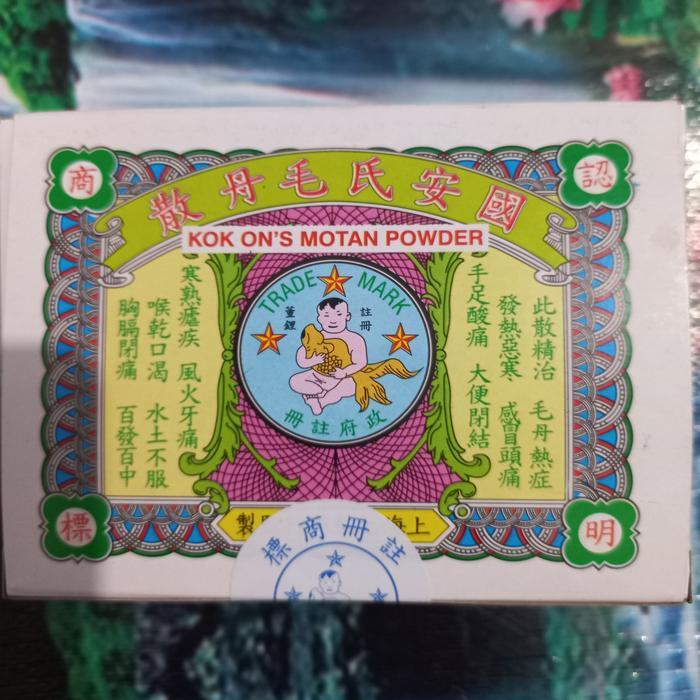 認明商標
國安氏毛丹散
KOK ON'S MOTAN POWDER
此散精治 毛丹熱症
發熱惡寒 感冒頭痛
手足酸痛 大便閉結
TRADE MARK
註冊
政府註冊
寒熱瘧疾 風火牙痛
喉乾口渴 水土不服
胸膈閉痛 百發百中
上海
製
註冊商標